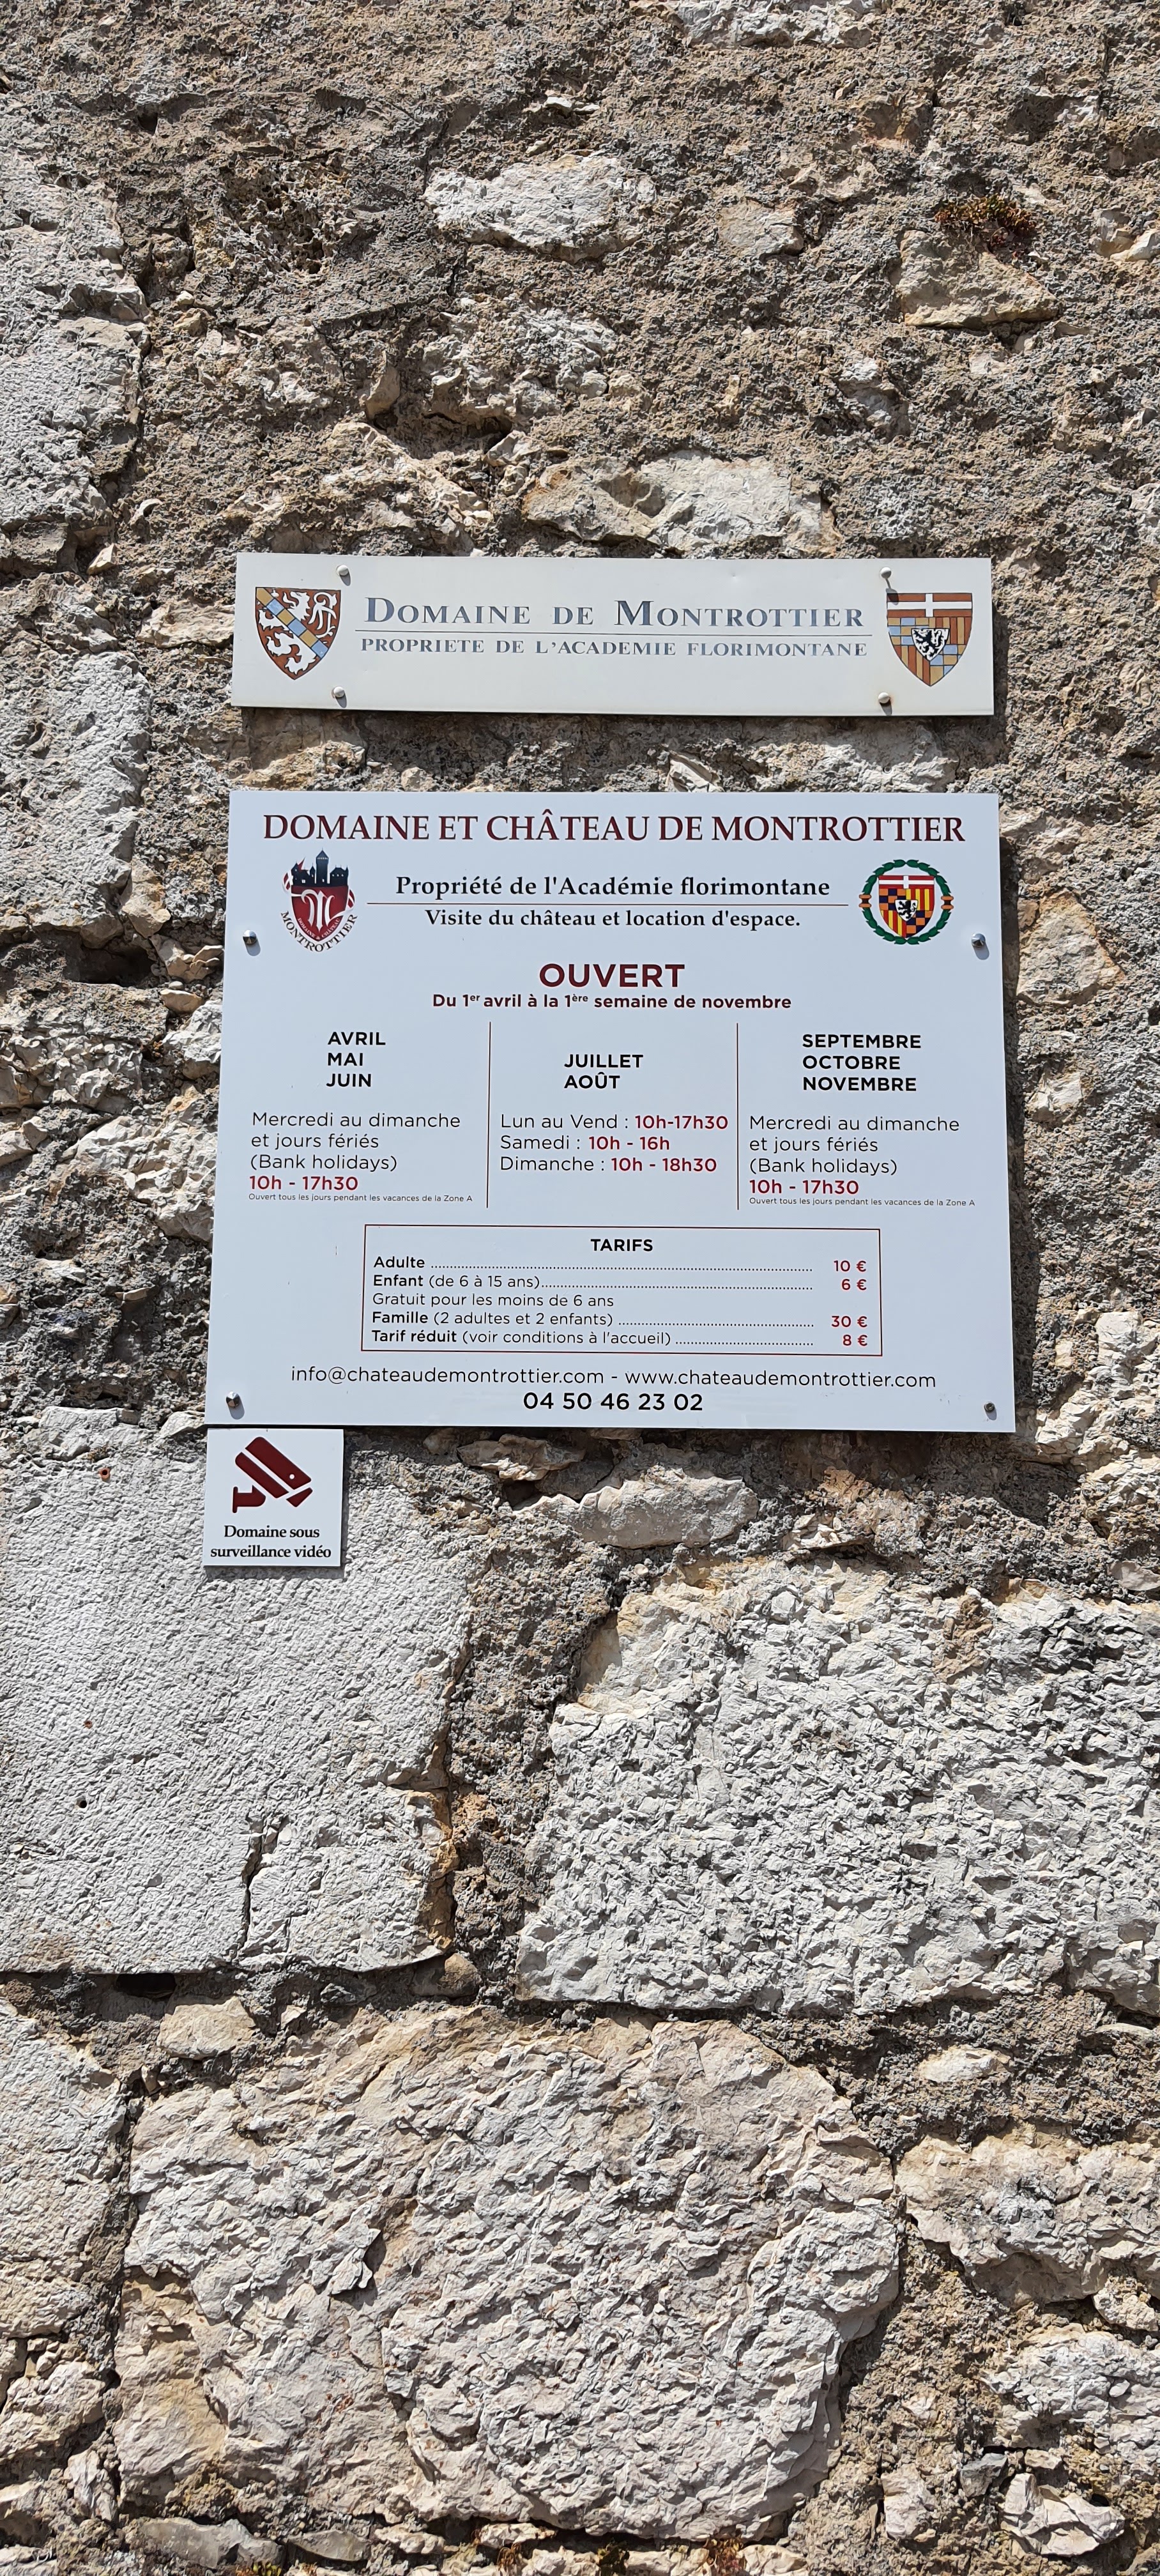 DOMAINE DE MONTROTTIER
PROPRIETE DE L'ACADEMIE FLORIMONTANE
DOMAINE ET CHÂTEAU DE MONTROTTIER
MONTROTTIER
Propriété de l'Académie florimontane
Visite du château et location d'espace.
OUVERT
Du 1er avril à la 1ère semaine de novembre
AVRIL
MAI
JUIN
Mercredi au dimanche
et jours fériés
(Bank holidays)
10h - 17h30
Ouvert tous les jours pendant les vacances de la Zone A
JUILLET
AOÛT
Lun au Vend : 10h-17h30
Samedi : 10h - 16h
Dimanche : 10h - 18h30
SEPTEMBRE
OCTOBRE
NOVEMBRE
Mercredi au dimanche
et jours fériés
(Bank holidays)
10h - 17h30
Ouvert tous les jours pendant les vacances de la Zone A
TARIFS
Adulte ........ 10 €
Enfant (de 6 à 15 ans)........ 6 €
Gratuit pour les moins de 6 ans
Famille (2 adultes et 2 enfants) ........ 30 €
Tarif réduit (voir conditions à l'accueil) ........ 8 €
info@chateaudemontrottier.com - www.chateaudemontrottier.com
04 50 46 23 02
Domaine sous
surveillance vidéo